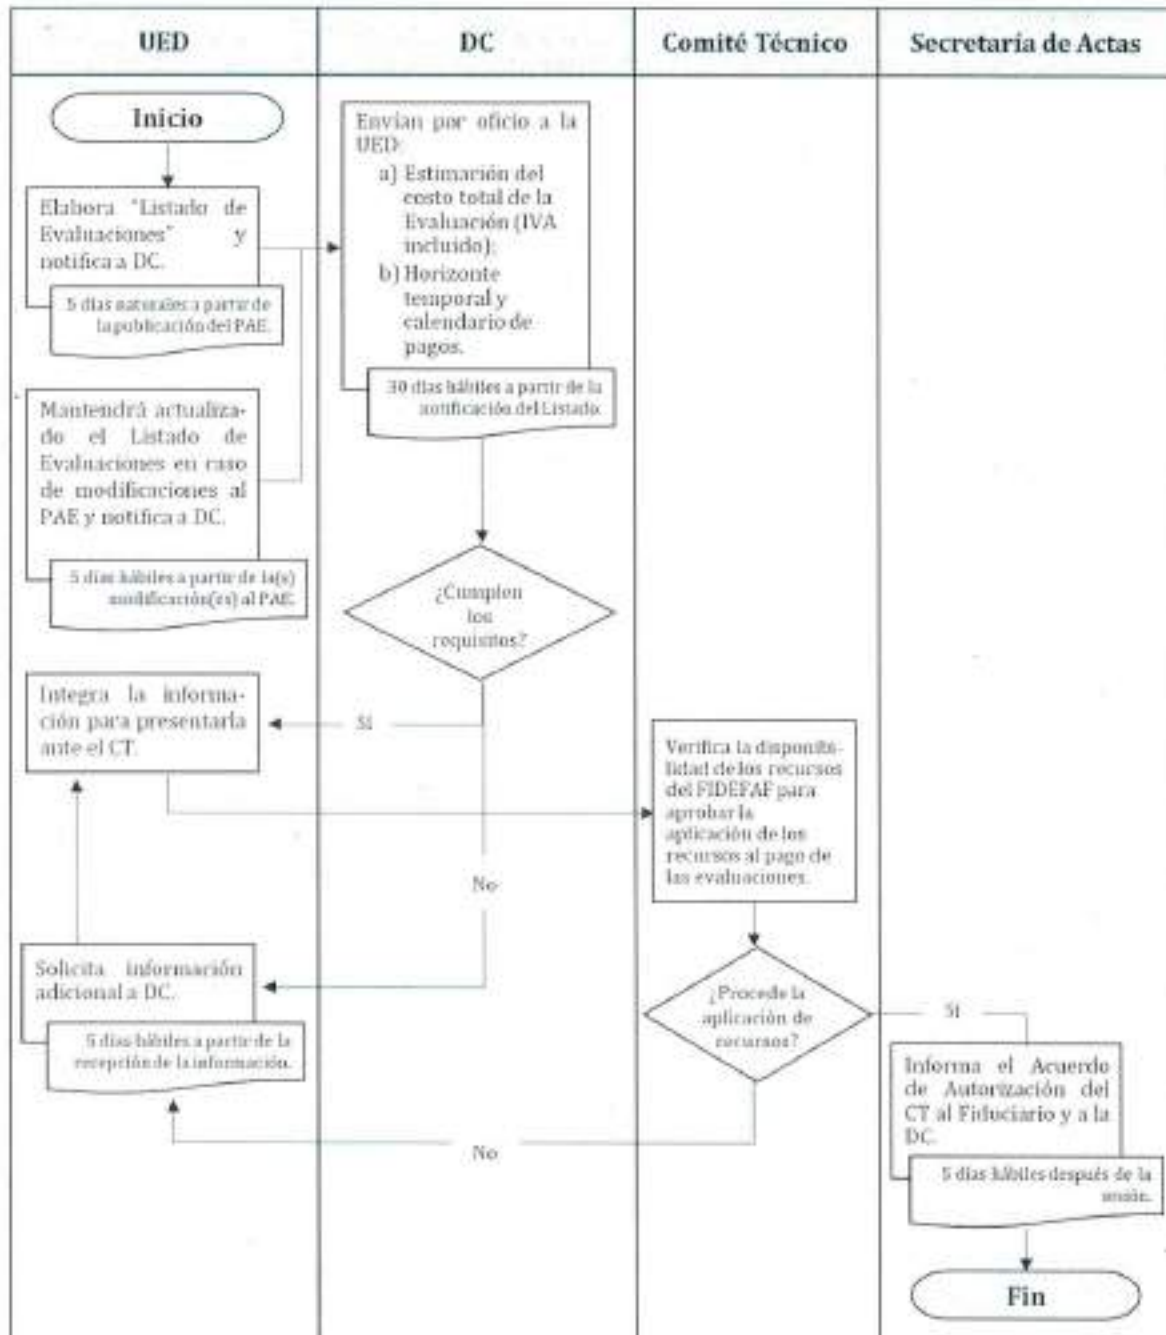 UED
DC
Comité Técnico
Secretaría de Actas
Inicio
Elabora "Listado de
Evaluaciones" y
notifica a DC.
5 días naturales a partir de
la publicación del PAE.
Mantendrá actualiza-
do el Listado de
Evaluaciones en caso
de modificaciones al
PAE y notifica a DC.
5 días hábiles a partir de la(s)
modificación(es) al PAE.
Integra la informa-
ción para presentarla
ante el CT.
Solicita información
adicional a DC.
5 días hábiles a partir de la
recepción de la información.
Envían por oficio a la
UED:
a) Estimación del
costo total de la
Evaluación (IVA
incluido);
b) Horizonte
temporal y
calendario de
pagos.
30 días hábiles a partir de la
notificación del Listado.
¿Cumplen
los
requisitos?
Si
No
No
Verifica la disponibi-
lidad de los recursos
del FIDEFAF para
aprobar la
aplicación de los
recursos al pago de
las evaluaciones.
¿Procede la
aplicación de
recursos?
Si
Informa el Acuerdo
de Autorización del
CT al Fiduciario y a la
DC.
5 días hábiles después de la
sesión.
Fin